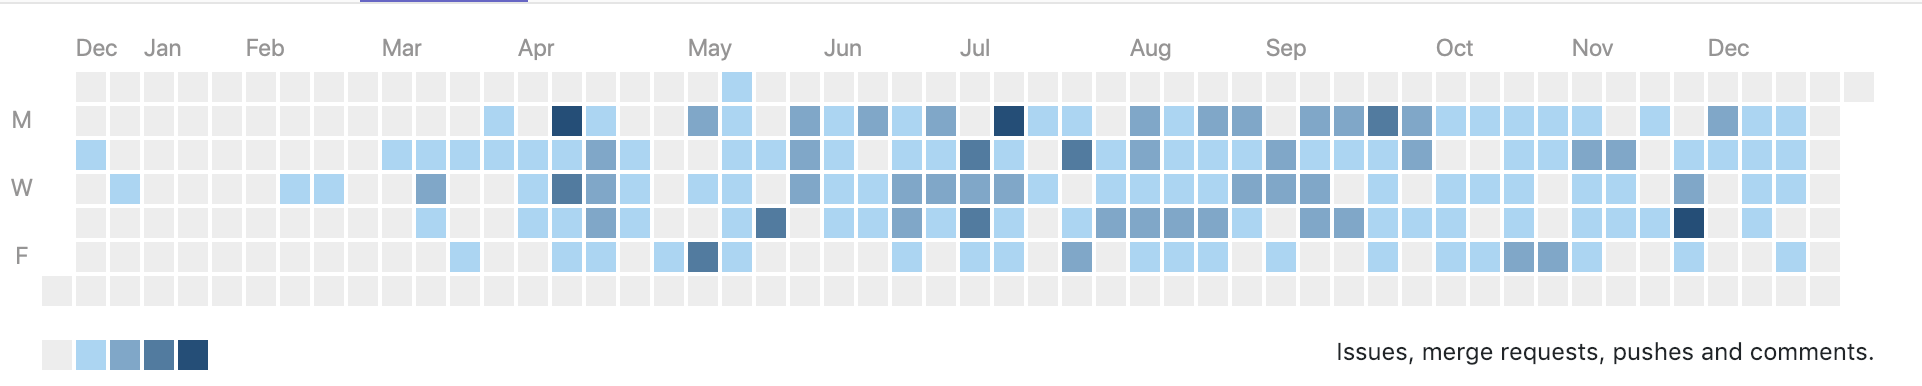 Dec Jan Feb Mar Apr May Jun Jul Aug Sep Oct Nov Dec
M
W
F
Issues, merge requests, pushes and comments.